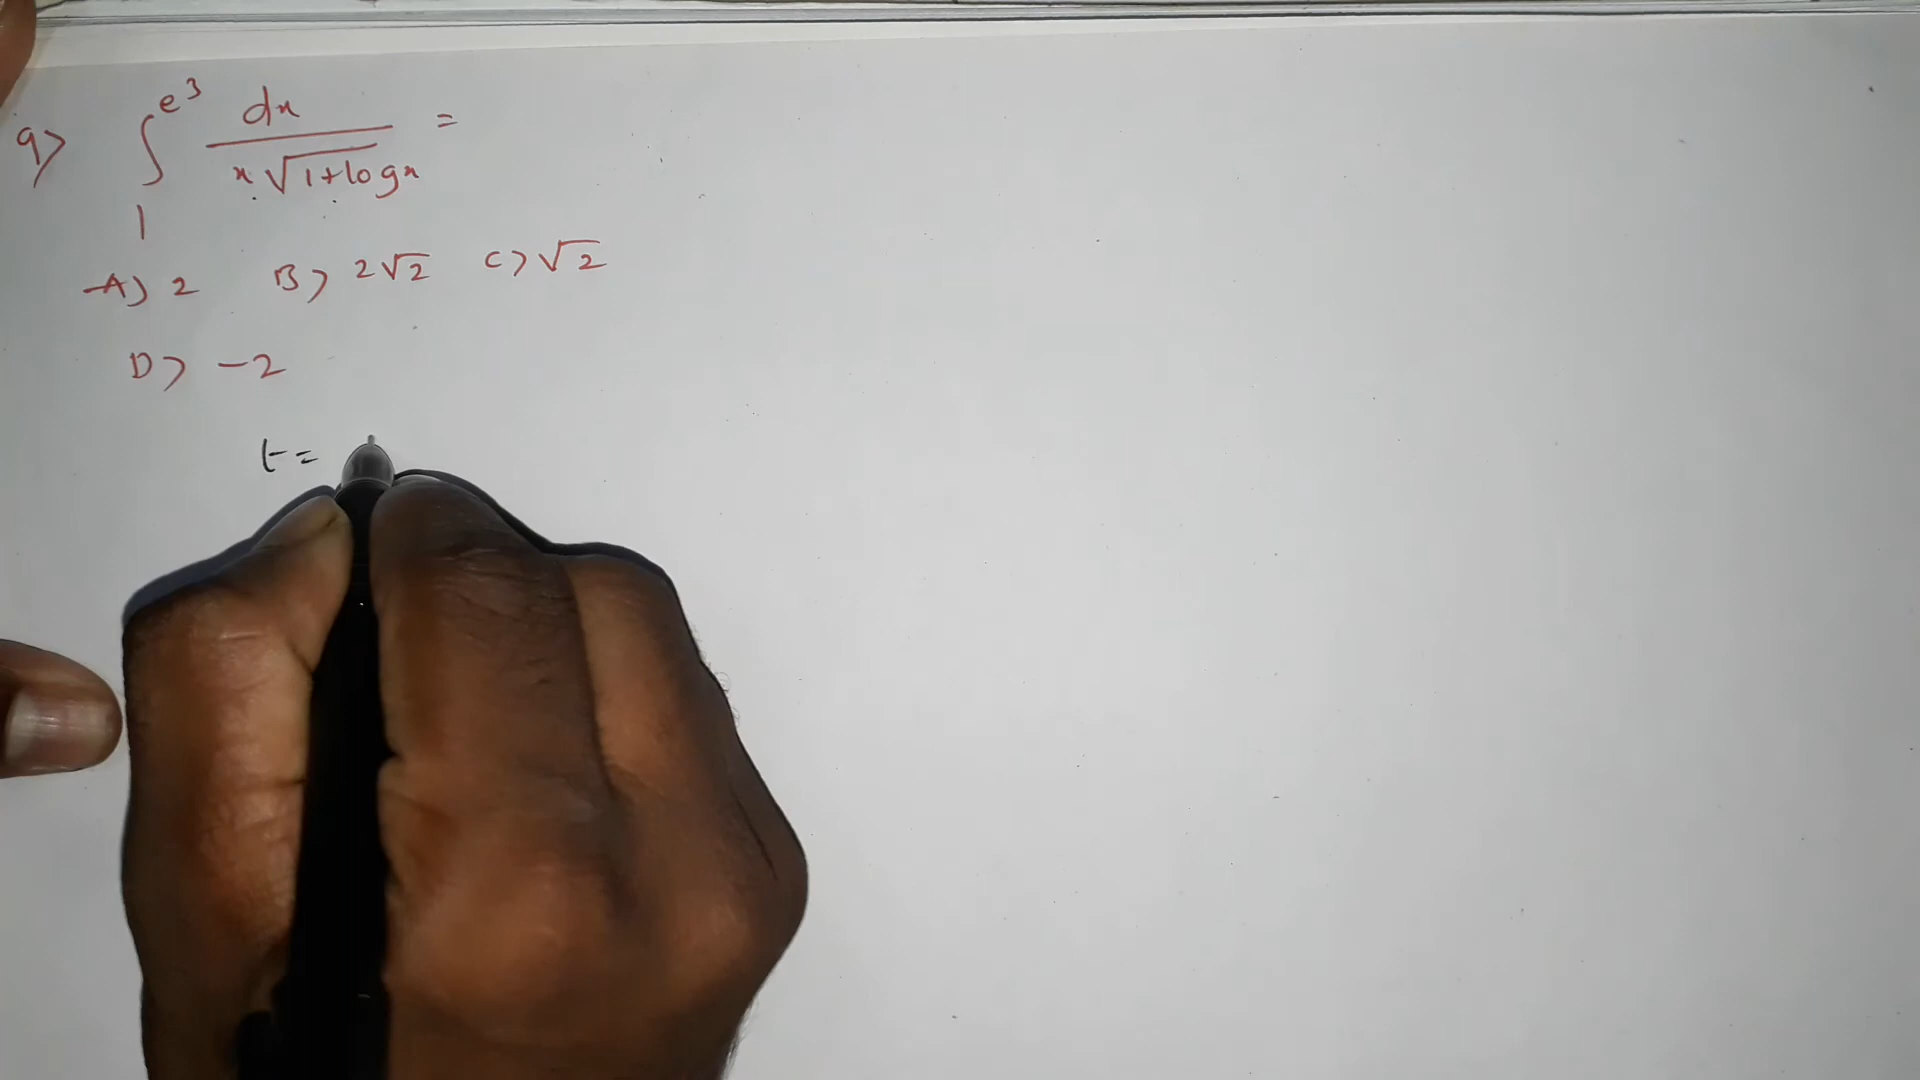 9) ∫₁^e³ dx / x√1+logx =
A) 2 B) 2√2 C) √2
D) -2
t=